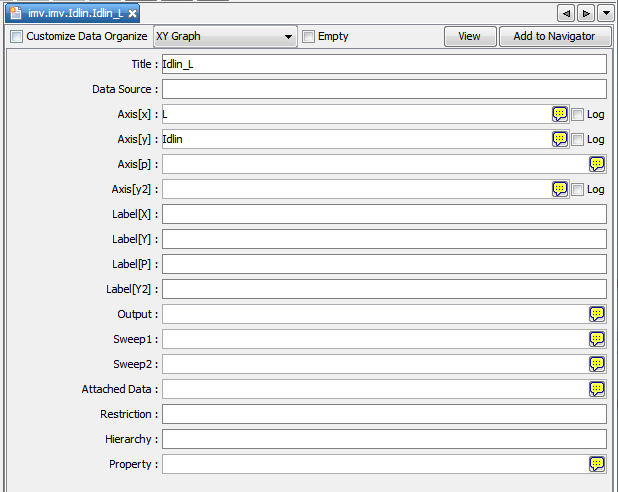 imv.imv.Idlin.Idlin_L
Customize Data Organize XY Graph Empty View Add to Navigator
Title : Idlin_L
Data Source :
Axis[x] : L Log
Axis[y] : Idlin Log
Axis[p] :
Axis[y2] : Log
Label[X] :
Label[Y] :
Label[P] :
Label[Y2] :
Output :
Sweep1 :
Sweep2 :
Attached Data :
Restriction :
Hierarchy :
Property :